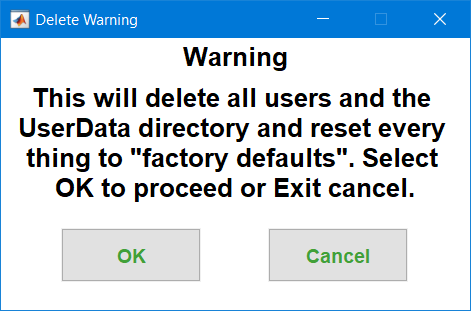 Delete Warning
Warning
This will delete all users and the
UserData directory and reset every
thing to "factory defaults". Select
OK to proceed or Exit cancel.
OK
Cancel